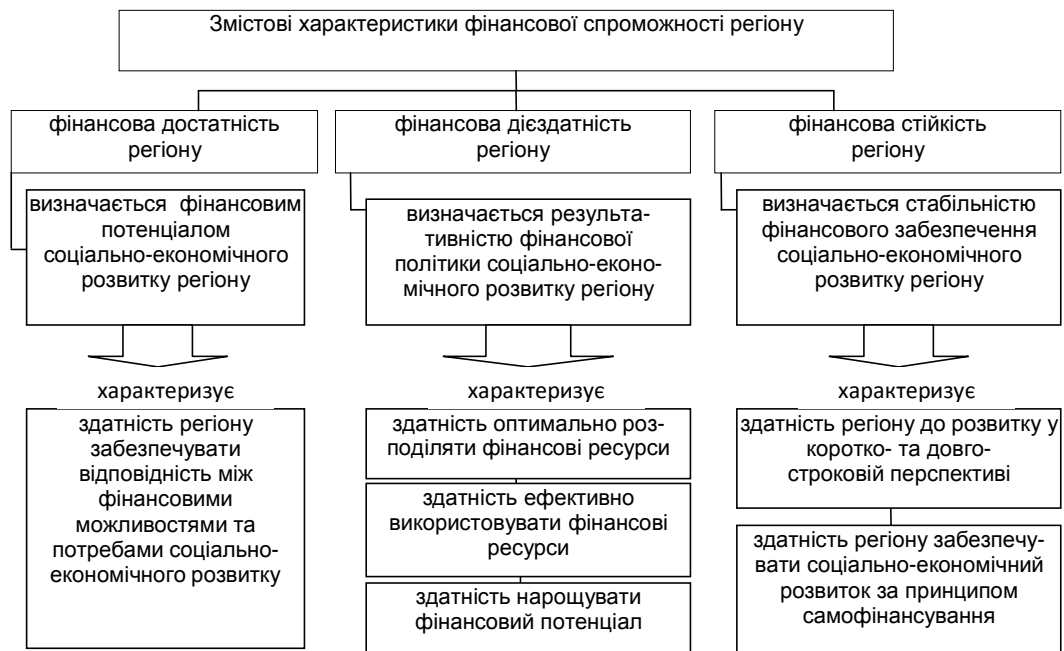 Змістові характеристики фінансової спроможності регіону
фінансова достатність
регіону
визначається фінансовим
потенціалом
соціально-економічного
розвитку регіону
характеризує
здатність регіону
забезпечувати
відповідність між
фінансовими
можливостями та
потребами соціально-
економічного розвитку
фінансова дієздатність
регіону
визначається результа-
тивністю фінансової
політики соціально-еконо-
мічного розвитку регіону
характеризує
здатність оптимально роз-
поділяти фінансові ресурси
здатність ефективно
використовувати фінансові
ресурси
здатність нарощувати
фінансовий потенціал
фінансова стійкість
регіону
визначається стабільністю
фінансового забезпечення
соціально-економічного
розвитку регіону
характеризує
здатність регіону до розвитку у
коротко- та довго-
строковій перспективі
здатність регіону забезпечу-
вати соціально-економічний
розвиток за принципом
самофінансування